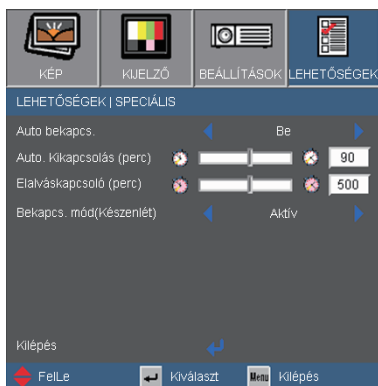 KÉP KIJELZŐ BEÁLLÍTÁSOK LEHETŐSÉGEK
LEHETŐSÉGEK | SPECIÁLIS
Auto bekapcs. Be
Auto. Kikapcsolás (perc) 90
Elalváskapcsoló (perc) 500
Bekapcs. mód(Készenlét) Aktív
Kilépés
FelLe Kiválaszt Menu Kilépés